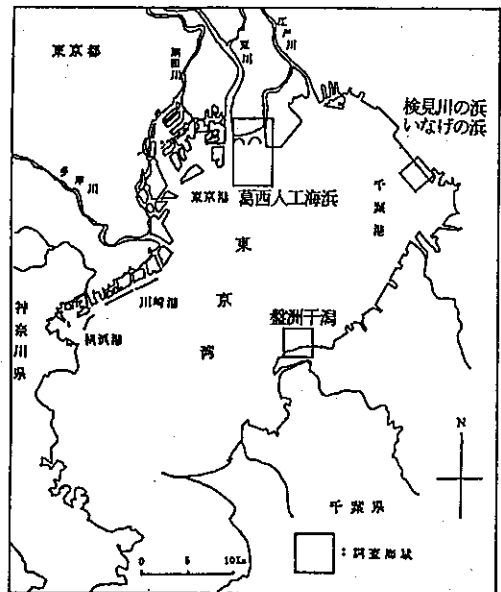 東京都
隅田川
荒川
江戸川
検見川の浜
いなげの浜
多摩川
東京港
葛西人工海浜
千葉港
東
京
湾
川崎港
神奈川県
横浜港
盤洲干潟
N
千葉県
0 5 10Km
:調査海域